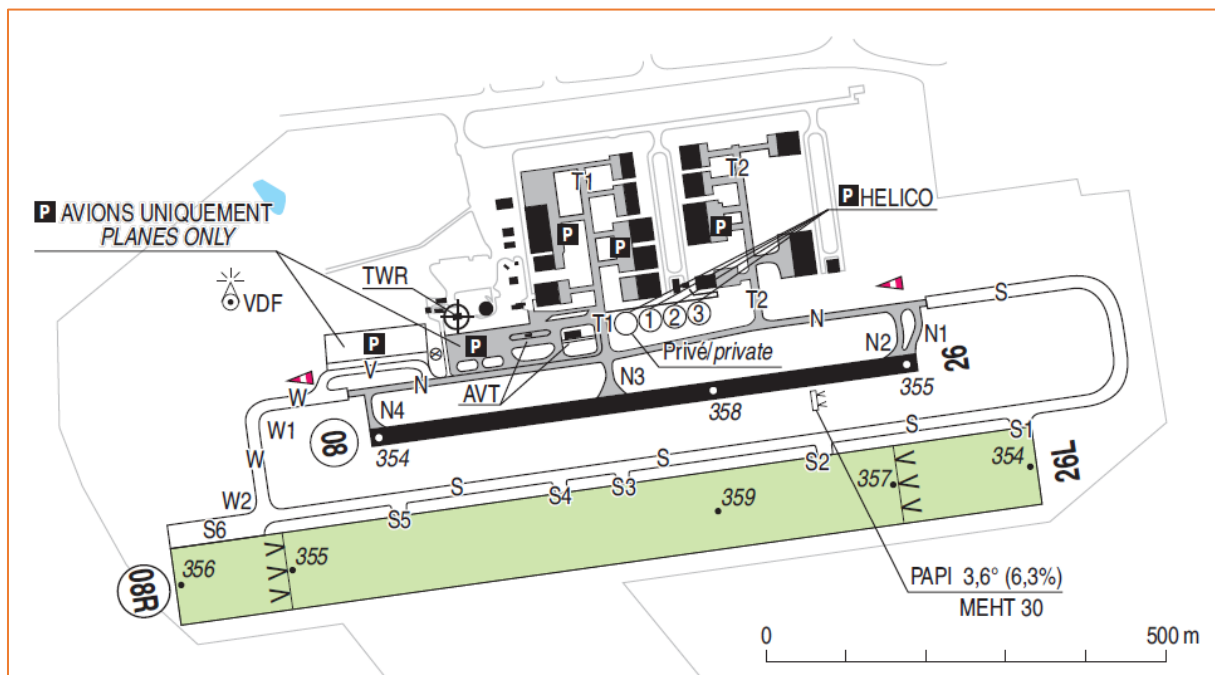 T1
T2
P AVIONS UNIQUEMENT
PLANES ONLY
P HELICO
P
P
P
TWR
VDF
T1
1
2
3
T2
N
S
P
P
V
N
W
AVT
Privé/private
N3
N2
N1
26
355
358
N4
W1
08
354
W
W2
S
S
S
S1
S2
S3
S4
S5
S6
26L
354
357
359
355
356
08R
PAPI 3,6° (6,3%)
MEHT 30
0
500 m